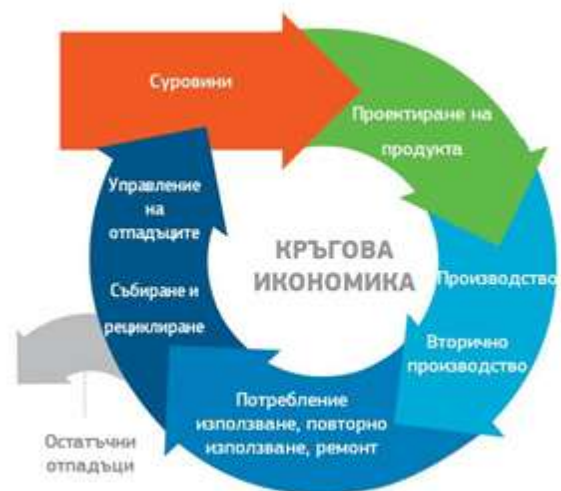 Суровини
Проектиране на
продукта
Управление
на
отпадъците
КРЪГОВА
ИКОНОМИКА
Производство
Събиране и
рециклиране
Вторично
производство
Потребление
използване, повторно
използване, ремонт
Остатъчни
отпадъци